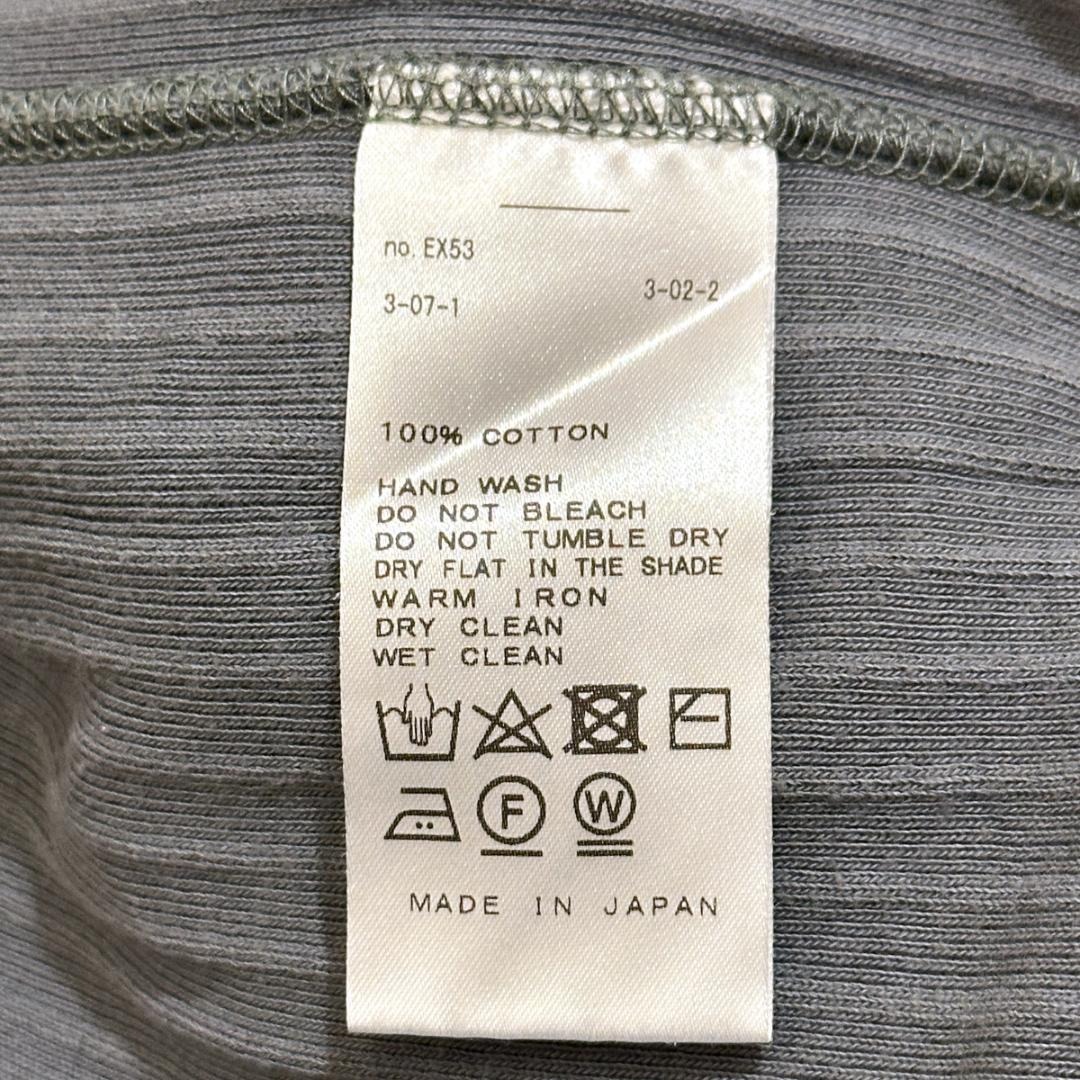 no. EX53
3-07-1 3-02-2
100% COTTON
HAND WASH
DO NOT BLEACH
DO NOT TUMBLE DRY
DRY FLAT IN THE SHADE
WARM IRON
DRY CLEAN
WET CLEAN
F W
MADE IN JAPAN